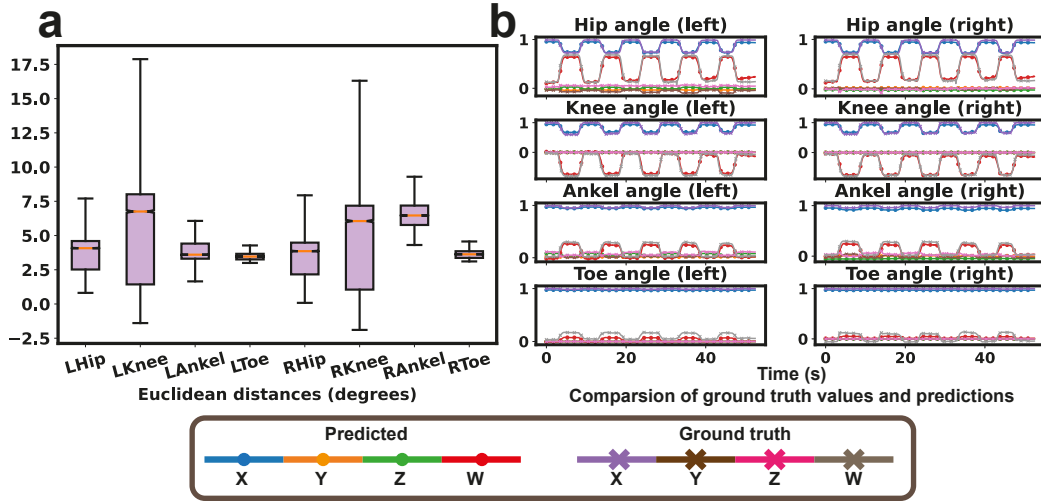 a
17.5
15.0
12.5
10.0
7.5
5.0
2.5
0.0
−2.5
LHip LKnee LAnkel LToe RHip RKnee RAnkel RToe
Euclidean distances (degrees)
b
Hip angle (left) Hip angle (right)
1 1
0 0
Knee angle (left) Knee angle (right)
1 1
0 0
Ankel angle (left) Ankel angle (right)
1 1
0 0
Toe angle (left) Toe angle (right)
1 1
0 0
0 20 40 0 20 40
Time (s)
Comparsion of ground truth values and predictions
Predicted Ground truth
X Y Z W X Y Z W